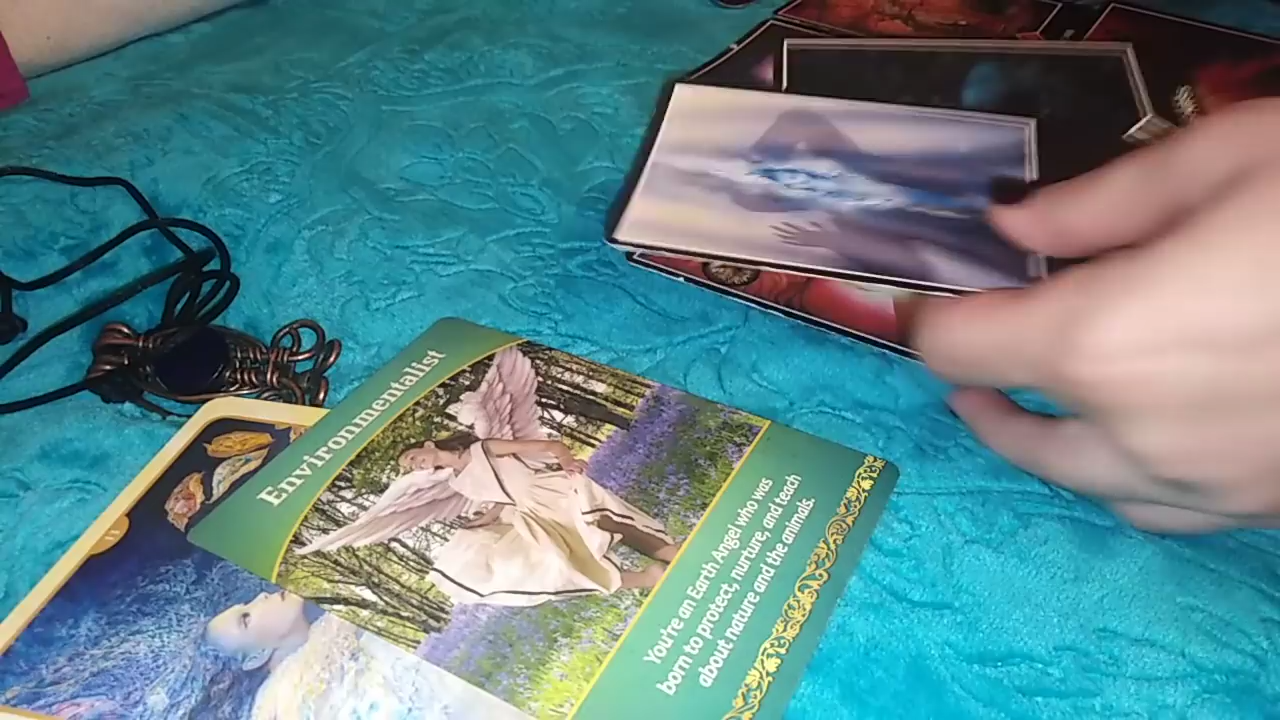 Environmentalist
You're an Earth Angel who was
born to protect, nurture, and teach
about nature and the animals.
11